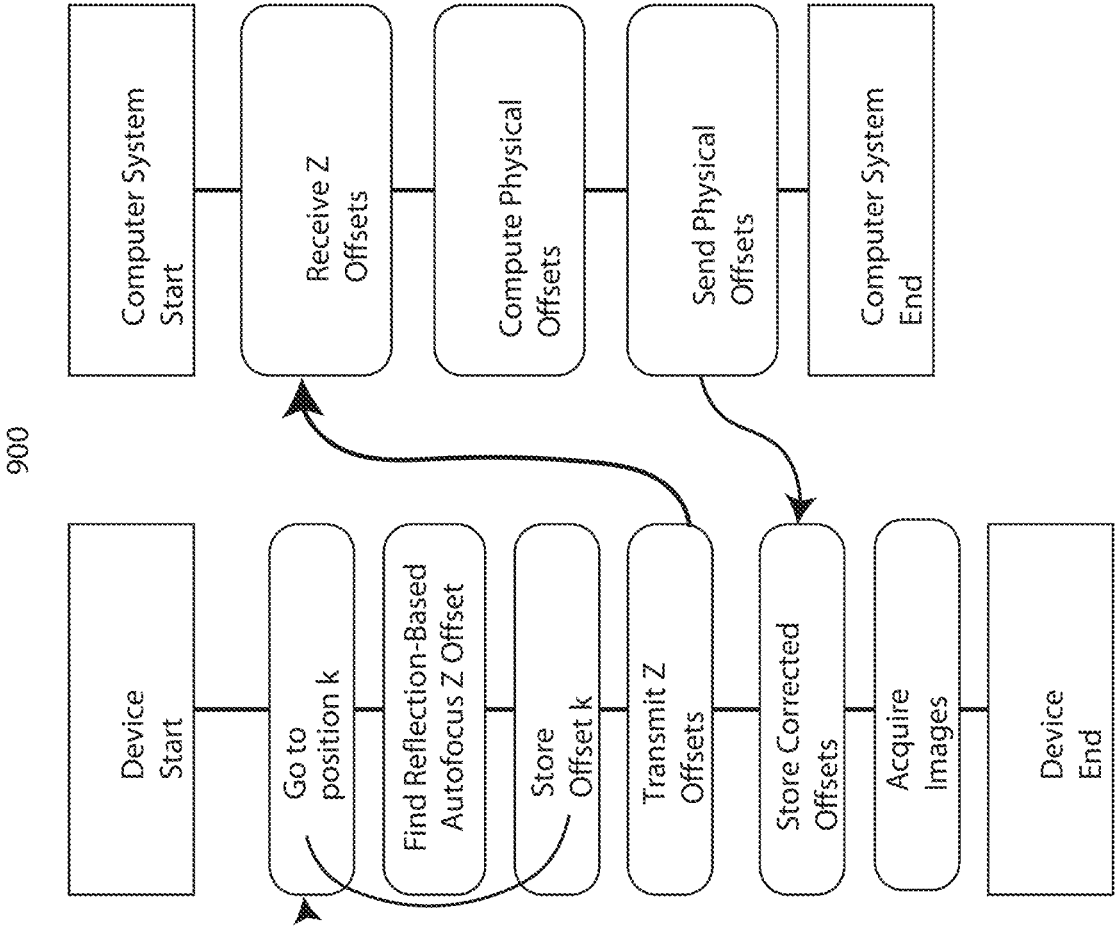 900
Device
Start
Go to
position k
Find Reflection-Based
Autofocus Z Offset
Store
Offset k
Transmit Z
Offsets
Store Corrected
Offsets
Acquire
Images
Device
End
Computer System
Start
Receive Z
Offsets
Compute Physical
Offsets
Send Physical
Offsets
Computer System
End